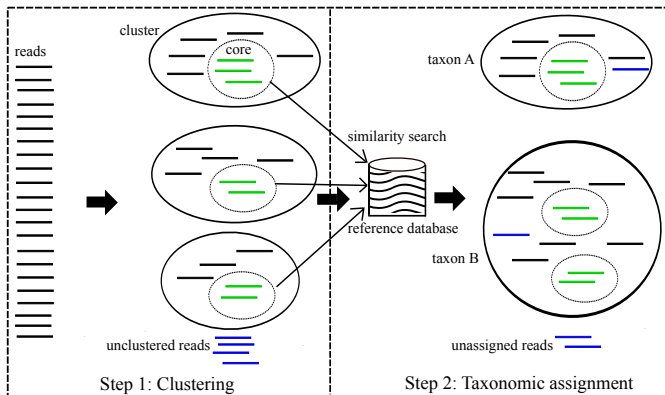 reads
cluster
core
unclustered reads
Step 1: Clustering
similarity search
reference database
taxon A
taxon B
unassigned reads
Step 2: Taxonomic assignment